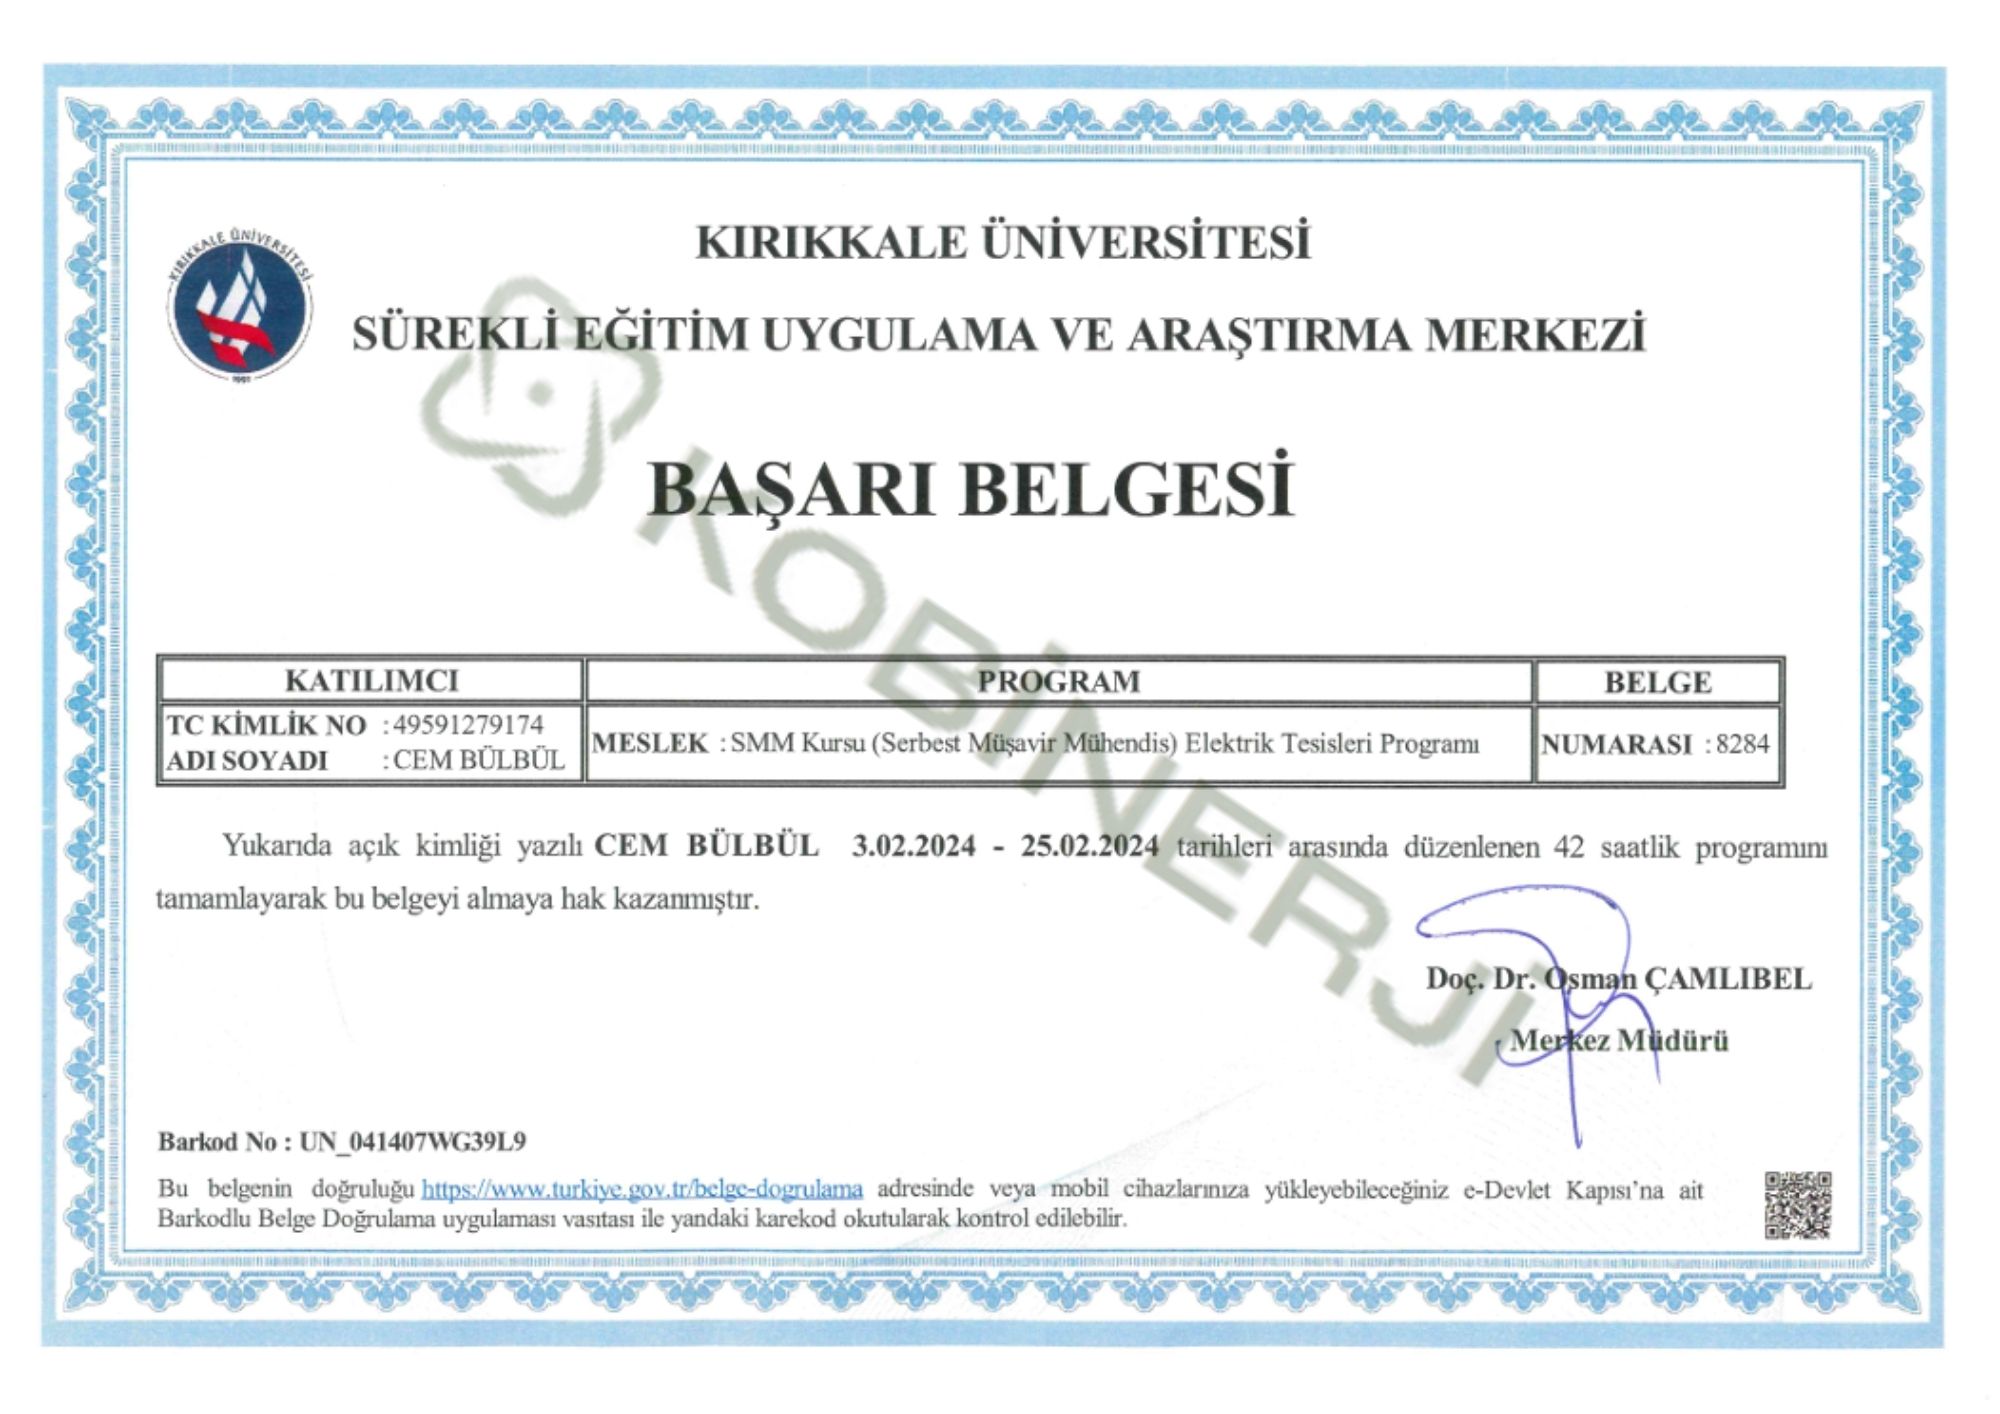 KIRIKKALE ÜNİVERSİTESİ
1991
KIRIKKALE ÜNİVERSİTESİ
SÜREKLİ EĞİTİM UYGULAMA VE ARAŞTIRMA MERKEZİ
BAŞARI BELGESİ
KOBİNERJİ
KATILIMCI PROGRAM BELGE
TC KİMLİK NO : 49591279174
ADI SOYADI : CEM BÜLBÜL
MESLEK : SMM Kursu (Serbest Müşavir Mühendis) Elektrik Tesisleri Programı
NUMARASI : 8284
Yukarıda açık kimliği yazılı CEM BÜLBÜL 3.02.2024 - 25.02.2024 tarihleri arasında düzenlenen 42 saatlik programını
tamamlayarak bu belgeyi almaya hak kazanmıştır.
Doç. Dr. Osman ÇAMLIBEL
Merkez Müdürü
Barkod No : UN_041407WG39L9
Bu belgenin doğruluğu https://www.turkiye.gov.tr/belge-dogrulama adresinde veya mobil cihazlarınıza yükleyebileceğiniz e-Devlet Kapısı’na ait
Barkodlu Belge Doğrulama uygulaması vasıtası ile yandaki karekod okutularak kontrol edilebilir.